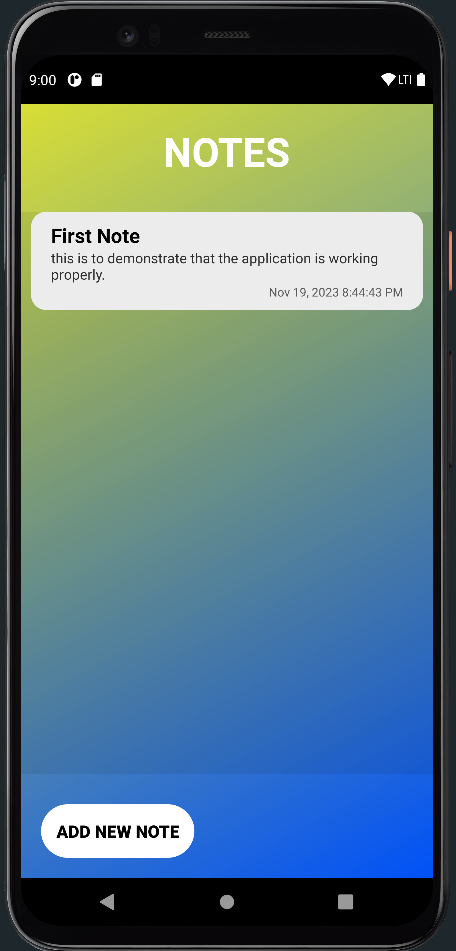 9:00 LTI
NOTES
First Note
this is to demonstrate that the application is working
properly.
Nov 19, 2023 8:44:43 PM
ADD NEW NOTE